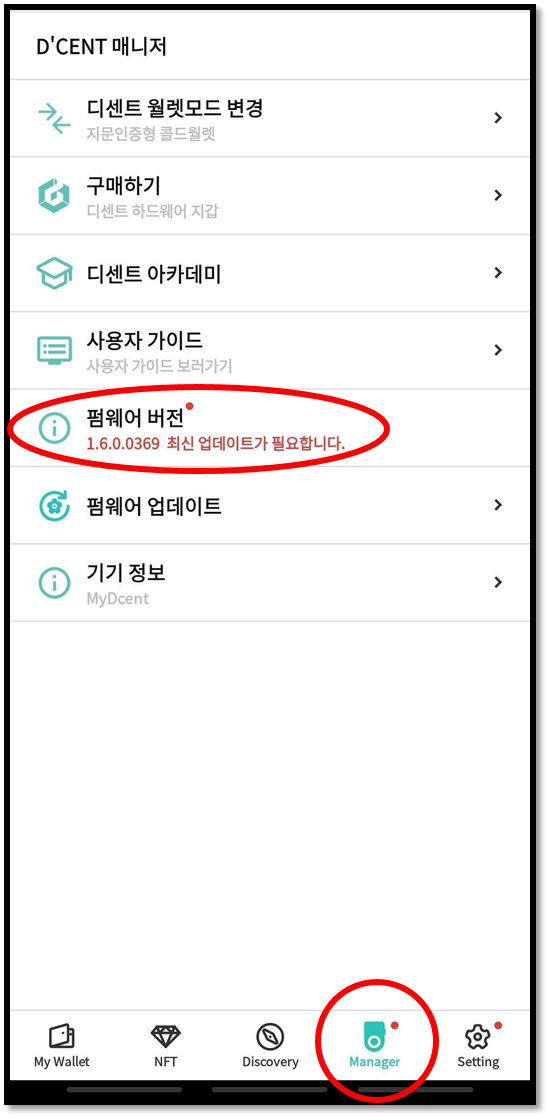 D'CENT 매니저
디센트 월렛모드 변경
지문인증형 콜드월렛
구매하기
디센트 하드웨어 지갑
디센트 아카데미
사용자 가이드
사용자 가이드 보러가기
펌웨어 버전
1.6.0.0369 최신 업데이트가 필요합니다.
펌웨어 업데이트
기기 정보
MyDcent
My Wallet
NFT
Discovery
Manager
Setting